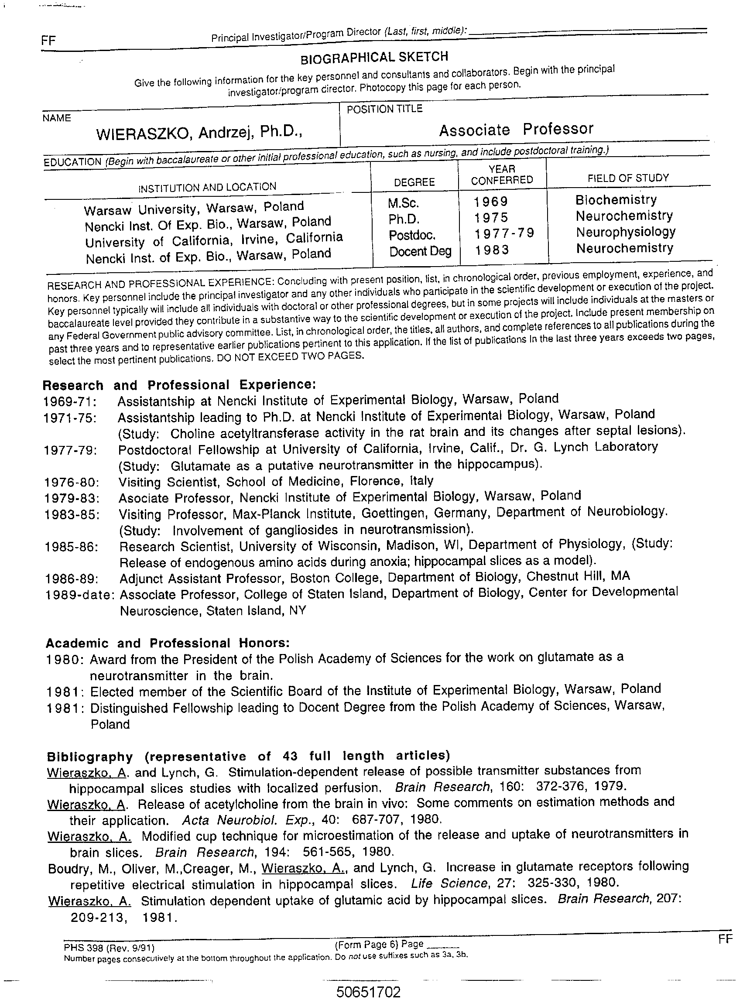 FF
Principal Investigator/Program Director (Last, first, middle):
BIOGRAPHICAL SKETCH
Give the following information for the key personnel and consultants and collaborators. Begin with the principal
investigator/program director. Photocopy this page for each person.
NAME
POSITION TITLE
WIERASZKO, Andrzej, Ph.D.,
Associate Professor
EDUCATION (Begin with baccalaureate or other initial professional education, such as nursing, and include postdoctoral training.)
INSTITUTION AND LOCATION DEGREE YEAR CONFERRED FIELD OF STUDY
Warsaw University, Warsaw, Poland M.Sc. 1969 Biochemistry
Nencki Inst. Of Exp. Bio., Warsaw, Poland Ph.D. 1975 Neurochemistry
University of California, Irvine, California Postdoc. 1977-79 Neurophysiology
Nencki Inst. of Exp. Bio., Warsaw, Poland Docent Deg 1983 Neurochemistry
RESEARCH AND PROFESSIONAL EXPERIENCE: Concluding with present position, list, in chronological order, previous employment, experience, and
honors. Key personnel include the principal investigator and any other individuals who participate in the scientific development or execution of the project.
Key personnel typically will include all individuals with doctoral or other professional degrees, but in some projects will include individuals at the masters or
baccalaureate level provided they contribute in a substantive way to the scientific development or execution of the project. Include present membership on
any Federal Government public advisory committee. List, in chronological order, the titles, all authors, and complete references to all publications during the
past three years and to representative earlier publications pertinent to this application. If the list of publications in the last three years exceeds two pages,
select the most pertinent publications. DO NOT EXCEED TWO PAGES.
Research and Professional Experience:
1969-71: Assistantship at Nencki Institute of Experimental Biology, Warsaw, Poland
1971-75: Assistantship leading to Ph.D. at Nencki Institute of Experimental Biology, Warsaw, Poland
(Study: Choline acetyltransferase activity in the rat brain and its changes after septal lesions).
1977-79: Postdoctoral Fellowship at University of California, Irvine, Calif., Dr. G. Lynch Laboratory
(Study: Glutamate as a putative neurotransmitter in the hippocampus).
1976-80: Visiting Scientist, School of Medicine, Florence, Italy
1979-83: Asociate Professor, Nencki Institute of Experimental Biology, Warsaw, Poland
1983-85: Visiting Professor, Max-Planck Institute, Goettingen, Germany, Department of Neurobiology.
(Study: Involvement of gangliosides in neurotransmission).
1985-86: Research Scientist, University of Wisconsin, Madison, WI, Department of Physiology, (Study:
Release of endogenous amino acids during anoxia; hippocampal slices as a model).
1986-89: Adjunct Assistant Professor, Boston College, Department of Biology, Chestnut Hill, MA
1989-date: Associate Professor, College of Staten Island, Department of Biology, Center for Developmental
Neuroscience, Staten Island, NY
Academic and Professional Honors:
1980: Award from the President of the Polish Academy of Sciences for the work on glutamate as a
neurotransmitter in the brain.
1981: Elected member of the Scientific Board of the Institute of Experimental Biology, Warsaw, Poland
1981: Distinguished Fellowship leading to Docent Degree from the Polish Academy of Sciences, Warsaw,
Poland
Bibliography (representative of 43 full length articles)
Wieraszko, A. and Lynch, G. Stimulation-dependent release of possible transmitter substances from
hippocampal slices studies with localized perfusion. Brain Research, 160: 372-376, 1979.
Wieraszko, A. Release of acetylcholine from the brain in vivo: Some comments on estimation methods and
their application. Acta Neurobiol. Exp., 40: 687-707, 1980.
Wieraszko, A. Modified cup technique for microestimation of the release and uptake of neurotransmitters in
brain slices. Brain Research, 194: 561-565, 1980.
Boudry, M., Oliver, M.,Creager, M., Wieraszko, A., and Lynch, G. Increase in glutamate receptors following
repetitive electrical stimulation in hippocampal slices. Life Science, 27: 325-330, 1980.
Wieraszko, A. Stimulation dependent uptake of glutamic acid by hippocampal slices. Brain Research, 207:
209-213, 1981.
PHS 398 (Rev. 9/91) (Form Page 6) Page
FF
Number pages consecutively at the bottom throughout the application. Do not use suffixes such as 3a, 3b.
50651702